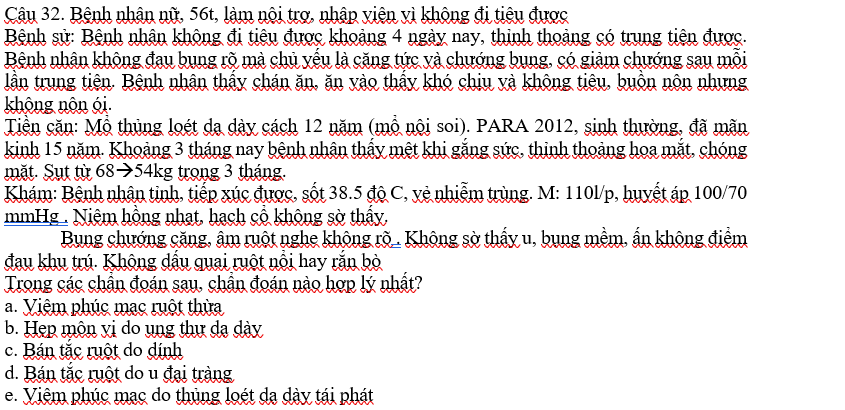 Câu 32. Bệnh nhân nữ, 56t, làm nội trợ, nhập viện vì không đi tiêu được
Bệnh sử: Bệnh nhân không đi tiêu được khoảng 4 ngày nay, thỉnh thoảng có trung tiện được.
Bệnh nhân không đau bụng rõ mà chủ yếu là căng tức và chướng bụng, có giảm chướng sau mỗi
lần trung tiện. Bệnh nhân thấy chán ăn, ăn vào thấy khó chịu và không tiêu, buồn nôn nhưng
không nôn ói.
Tiền căn: Mổ thủng loét dạ dày cách 12 năm (mổ nội soi). PARA 2012, sinh thường, đã mãn
kinh 15 năm. Khoảng 3 tháng nay bệnh nhân thấy mệt khi gắng sức, thỉnh thoảng hoa mắt, chóng
mặt. Sụt từ 68→54kg trong 3 tháng.
Khám: Bệnh nhân tỉnh, tiếp xúc được, sốt 38.5 độ C, vẻ nhiễm trùng. M: 110l/p, huyết áp 100/70
mmHg . Niêm hồng nhạt, hạch cổ không sờ thấy,
Bụng chướng căng, âm ruột nghe không rõ . Không sờ thấy u, bụng mềm, ấn không điểm
đau khu trú. Không dấu quai ruột nổi hay rắn bò
Trong các chẩn đoán sau, chẩn đoán nào hợp lý nhất?
a. Viêm phúc mạc ruột thừa
b. Hẹp môn vị do ung thư dạ dày
c. Bán tắc ruột do dính
d. Bán tắc ruột do u đại tràng
e. Viêm phúc mạc do thủng loét dạ dày tái phát